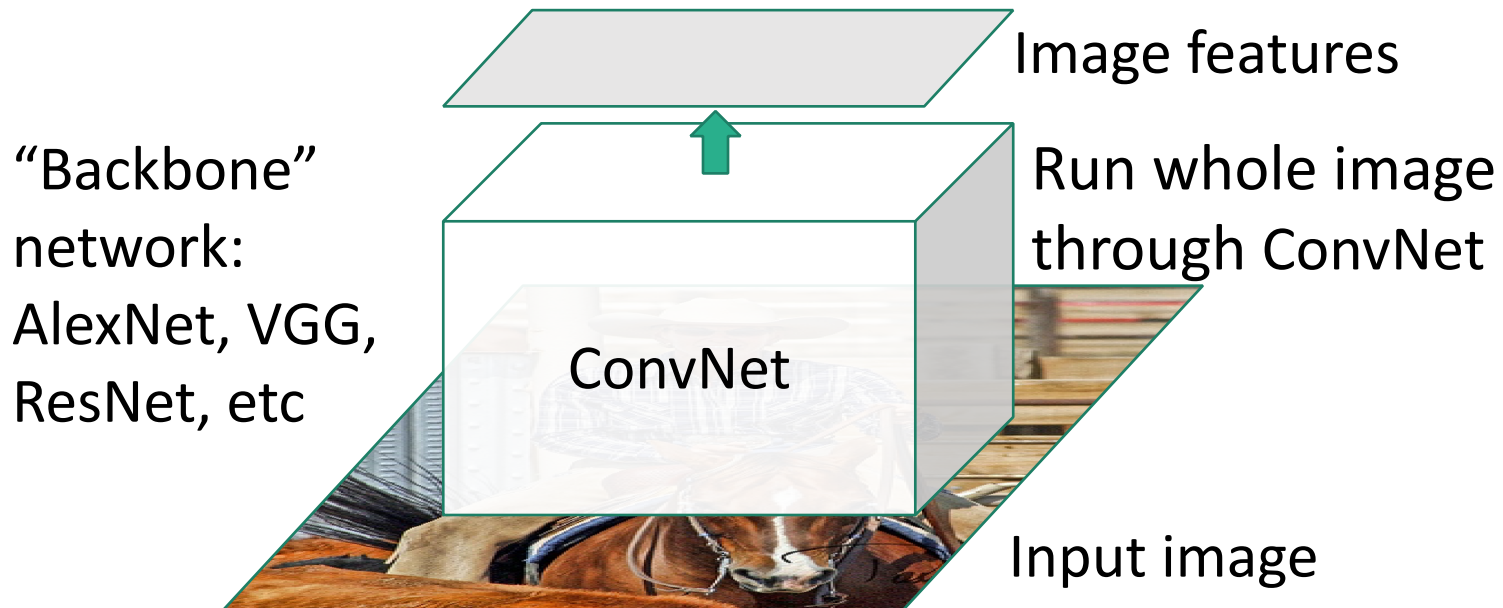 Image features
“Backbone”
network:
AlexNet, VGG,
ResNet, etc
Run whole image
through ConvNet
ConvNet
Input image